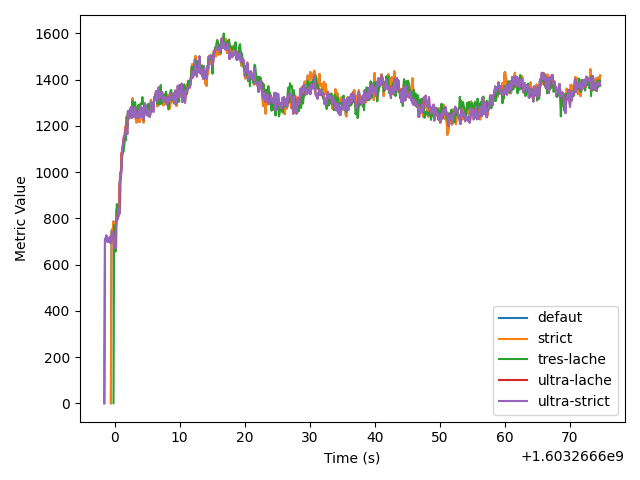 1600
1400
1200
1000
800
600
400
200
0
Metric Value
0 10 20 30 40 50 60 70
Time (s)
+1.6032666e9
defaut
strict
tres-lache
ultra-lache
ultra-strict